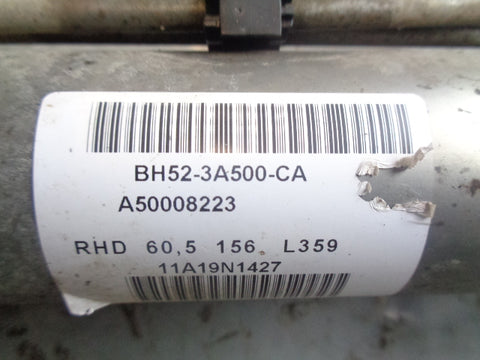 BH52-3A500-CA
A50008223
RHD 60,5 156 L359
11A19N1427